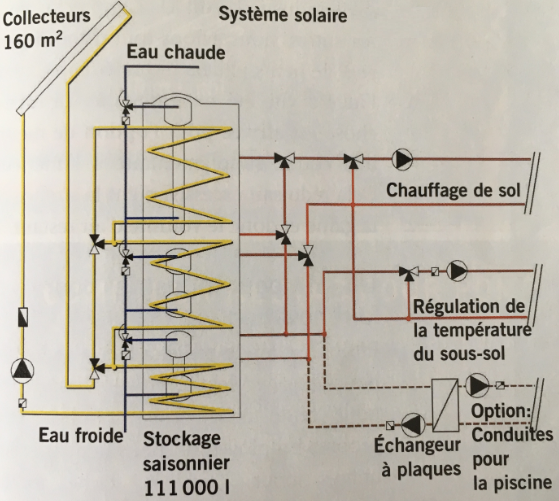 Collecteurs
160 m²
Système solaire
Eau chaude
Chauffage de sol
Régulation de
la température
du sous-sol
Eau froide
Stockage
saisonnier
111 000 l
Échangeur
à plaques
Option:
Conduites
pour
la piscine